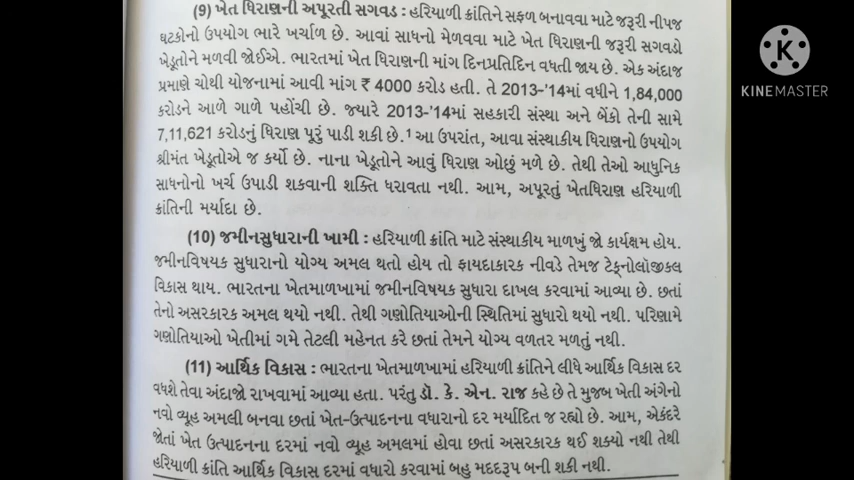 (9) ખેત ધિરાણની અપૂરતી સગવડ : હરિયાળી ક્રાંતિને સફળ બનાવવા માટે જરૂરી નીપજ
ઘટકોનો ઉપયોગ ભારે ખર્ચાળ છે. આવાં સાધનો મેળવવા માટે ખેત ધિરાણની જરૂરી સગવડો
ખેડૂતોને મળવી જોઈએ. ભારતમાં ખેત ધિરાણની માંગ દિનપ્રતિદિન વધતી જાય છે. એક અંદાજ
પ્રમાણે ચોથી યોજનામાં આવી માંગ ₹ 4000 કરોડ હતી. તે 2013-'14માં વધીને 1,84,000
કરોડને આળે ગાળે પહોંચી છે. જ્યારે 2013-'14માં સહકારી સંસ્થા અને બેંકો તેની સામે
7,11,621 કરોડનું ધિરાણ પૂરું પાડી શકી છે.¹ આ ઉપરાંત, આવા સંસ્થાકીય ધિરાણનો ઉપયોગ
શ્રીમંત ખેડૂતોએ જ કર્યો છે. નાના ખેડૂતોને આવું ધિરાણ ઓછું મળે છે. તેથી તેઓ આધુનિક
સાધનોનો ખર્ચ ઉપાડી શકવાની શક્તિ ધરાવતા નથી. આમ, અપૂરતું ખેતધિરાણ હરિયાળી
ક્રાંતિની મર્યાદા છે.
(10) જમીનસુધારાની ખામી : હરિયાળી ક્રાંતિ માટે સંસ્થાકીય માળખું જો કાર્યક્ષમ હોય.
જમીનવિષયક સુધારાનો યોગ્ય અમલ થતો હોય તો ફાયદાકારક નીવડે તેમજ ટેક્નોલૉજીકલ
વિકાસ થાય. ભારતના ખેતમાળખામાં જમીનવિષયક સુધારા દાખલ કરવામાં આવ્યા છે. છતાં
તેનો અસરકારક અમલ થયો નથી. તેથી ગણોતિયાઓની સ્થિતિમાં સુધારો થયો નથી. પરિણામે
ગણોતિયાઓ ખેતીમાં ગમે તેટલી મહેનત કરે છતાં તેમને યોગ્ય વળતર મળતું નથી.
(11) આર્થિક વિકાસ : ભારતના ખેતમાળખામાં હરિયાળી ક્રાંતિને લીધે આર્થિક વિકાસ દર
વધશે તેવા અંદાજો રાખવામાં આવ્યા હતા. પરંતુ ડૉ. કે. એન. રાજ કહે છે તે મુજબ ખેતી અંગેનો
નવો વ્યૂહ અમલી બનવા છતાં ખેત-ઉત્પાદનના વધારાનો દર મર્યાદિત જ રહ્યો છે. આમ, એકંદરે
જોતાં ખેત ઉત્પાદનના દરમાં નવો વ્યૂહ અમલમાં હોવા છતાં અસરકારક થઈ શક્યો નથી તેથી
હરિયાળી ક્રાંતિ આર્થિક વિકાસ દરમાં વધારો કરવામાં બહુ મદદરૂપ બની શકી નથી.
K
KINEMASTER